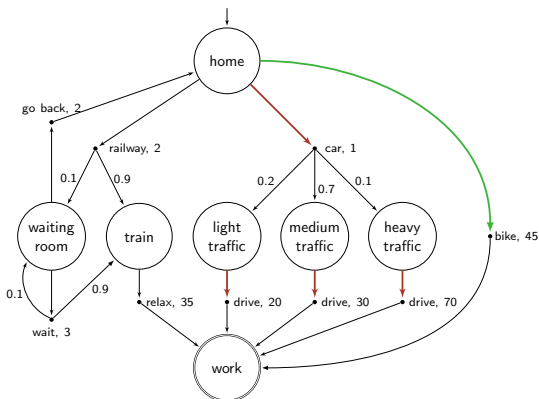 home
go back, 2
railway, 2
car, 1
0.1
0.9
0.2
0.7
0.1
waiting
room
train
light
traffic
medium
traffic
heavy
traffic
bike, 45
0.1
0.9
wait, 3
relax, 35
drive, 20
drive, 30
drive, 70
work